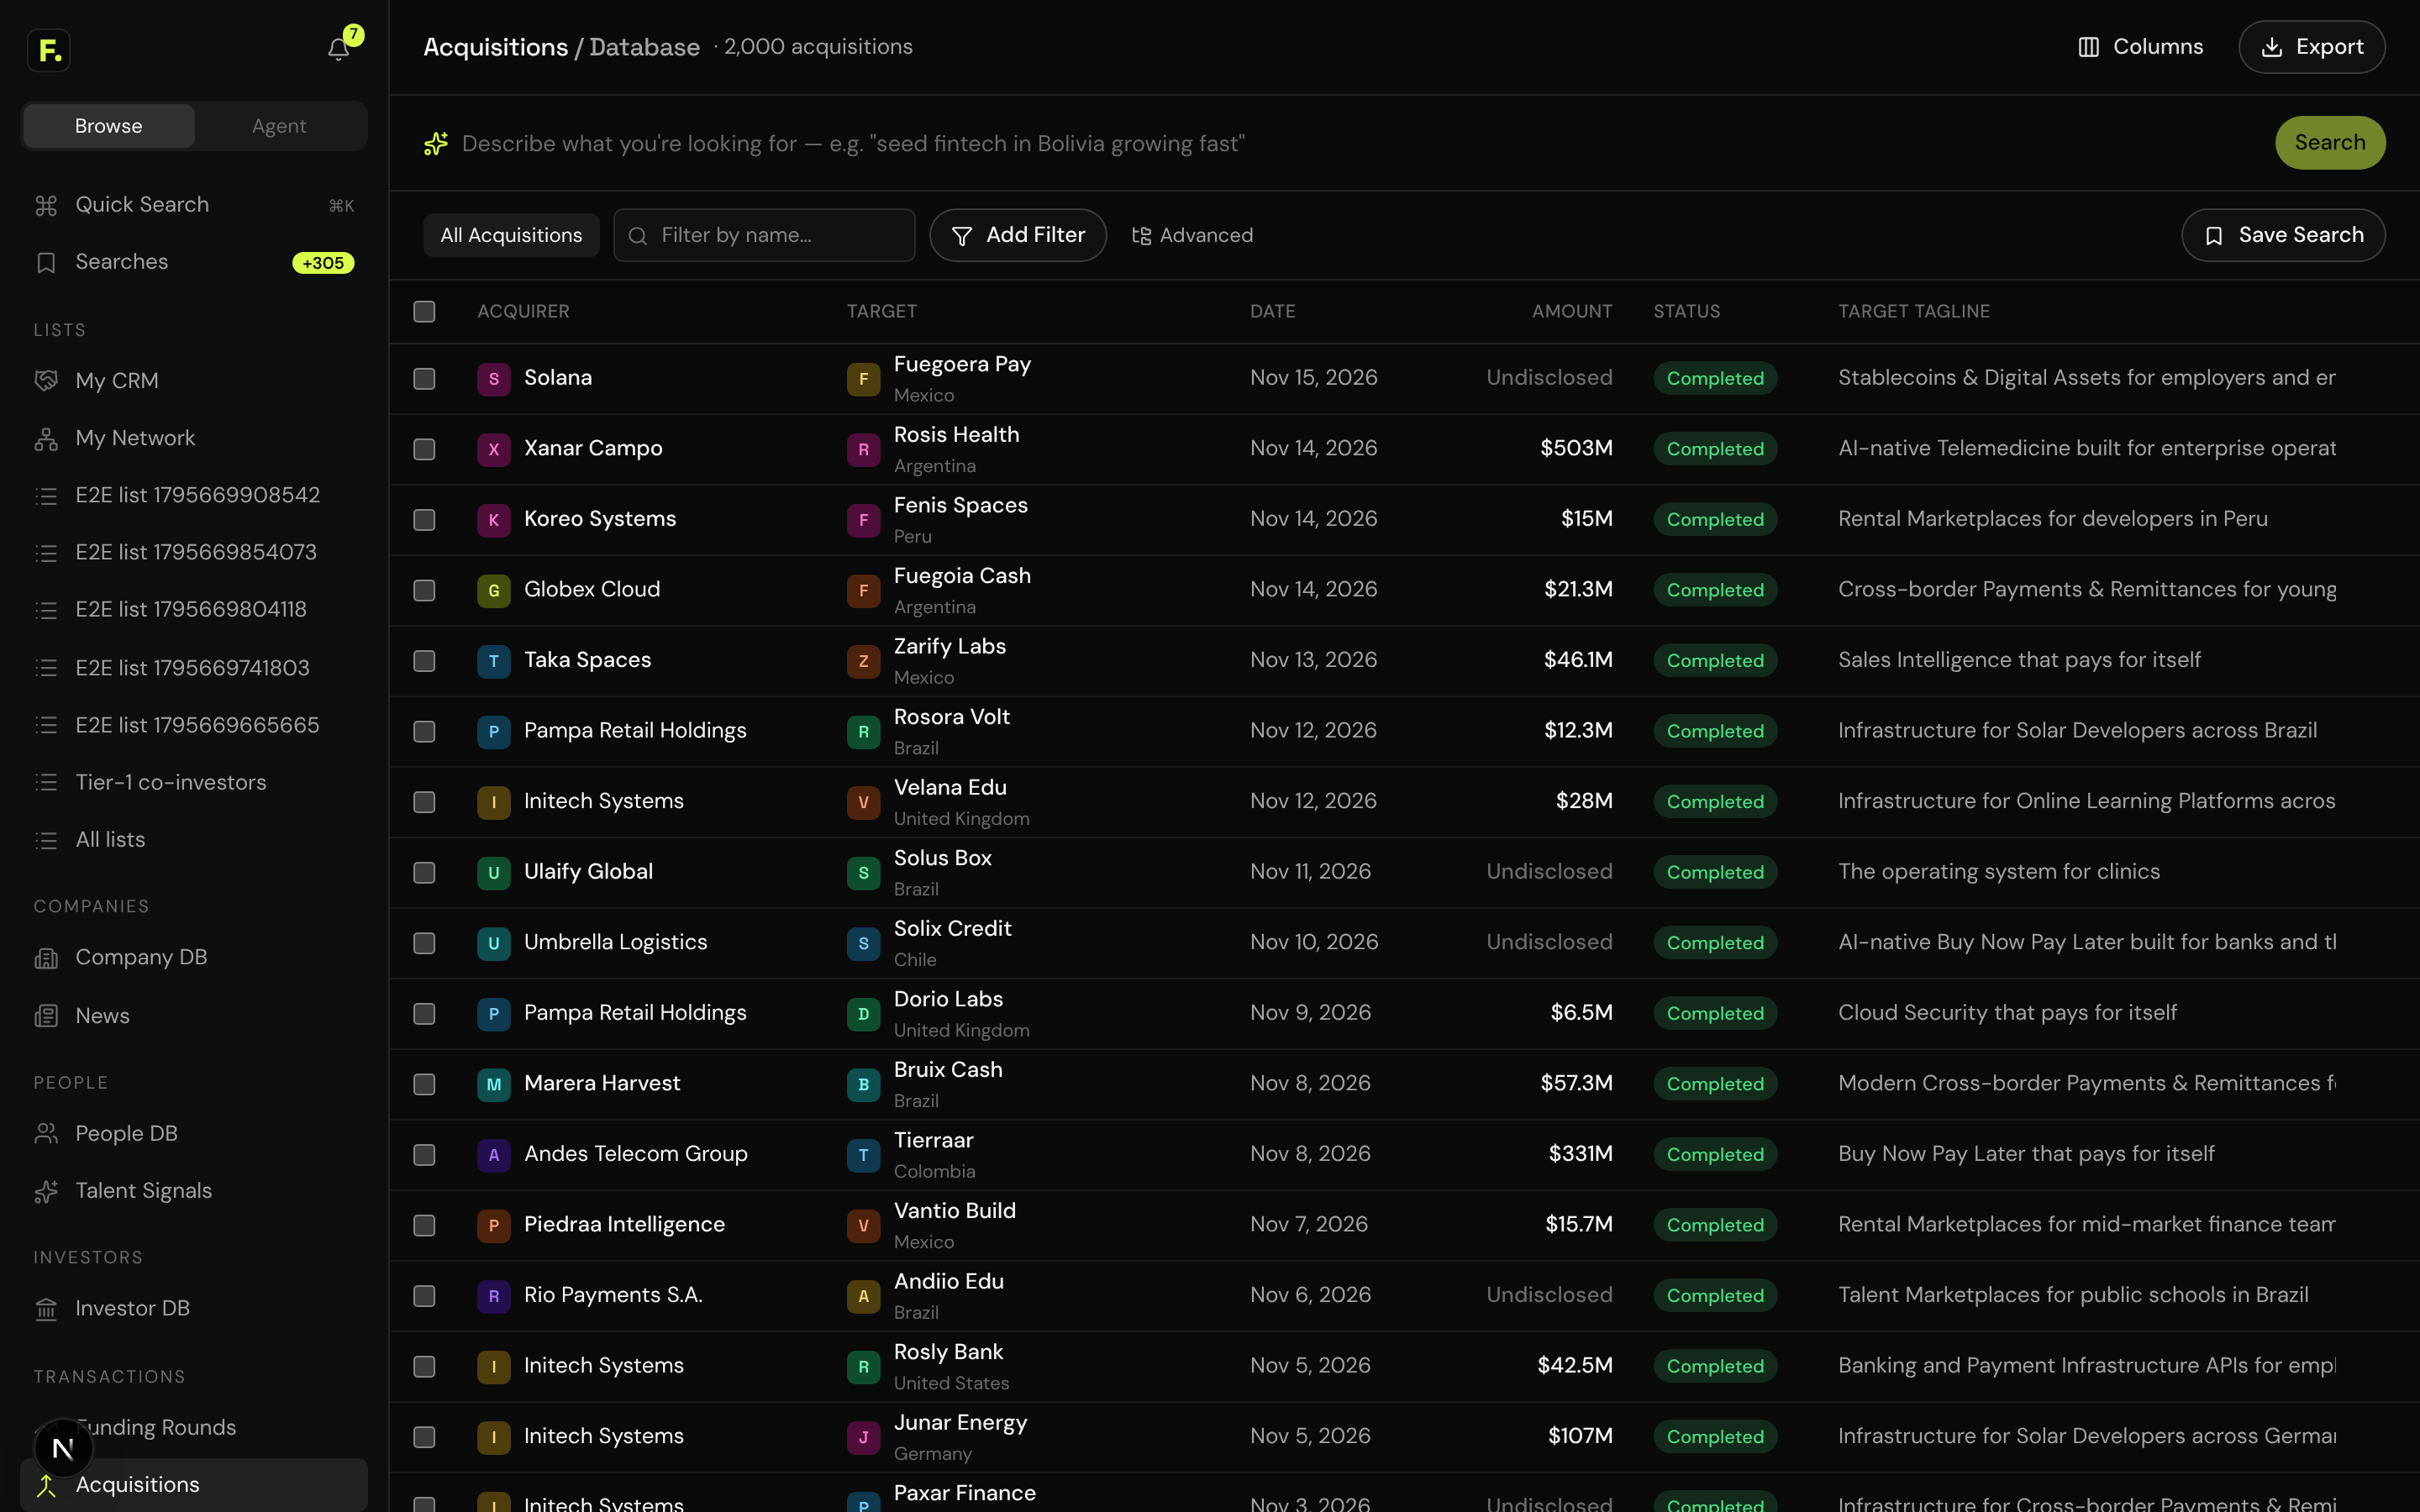 F.
7
Browse Agent
Quick Search ⌘K
Searches +305
LISTS
My CRM
My Network
E2E list 1795669908542
E2E list 1795669854073
E2E list 1795669804118
E2E list 1795669741803
E2E list 1795669665665
Tier-1 co-investors
All lists
COMPANIES
Company DB
News
PEOPLE
People DB
Talent Signals
INVESTORS
Investor DB
TRANSACTIONS
Funding Rounds
N
Acquisitions
Acquisitions / Database · 2,000 acquisitions
Columns
Export
Describe what you're looking for — e.g. "seed fintech in Bolivia growing fast"
Search
All Acquisitions
Filter by name...
Add Filter
Advanced
Save Search
ACQUIRER TARGET DATE AMOUNT STATUS TARGET TAGLINE
S Solana F Fuegoera Pay Nov 15, 2026 Undisclosed Completed Stablecoins & Digital Assets for employers and er
Mexico
X Xanar Campo R Rosis Health Nov 14, 2026 $503M Completed AI-native Telemedicine built for enterprise operat
Argentina
K Koreo Systems F Fenis Spaces Nov 14, 2026 $15M Completed Rental Marketplaces for developers in Peru
Peru
G Globex Cloud F Fuegoia Cash Nov 14, 2026 $21.3M Completed Cross-border Payments & Remittances for young
Argentina
T Taka Spaces Z Zarify Labs Nov 13, 2026 $46.1M Completed Sales Intelligence that pays for itself
Mexico
P Pampa Retail Holdings R Rosora Volt Nov 12, 2026 $12.3M Completed Infrastructure for Solar Developers across Brazil
Brazil
I Initech Systems V Velana Edu Nov 12, 2026 $28M Completed Infrastructure for Online Learning Platforms acros
United Kingdom
U Ulaify Global S Solus Box Nov 11, 2026 Undisclosed Completed The operating system for clinics
Brazil
U Umbrella Logistics S Solix Credit Nov 10, 2026 Undisclosed Completed AI-native Buy Now Pay Later built for banks and tl
Chile
P Pampa Retail Holdings D Dorio Labs Nov 9, 2026 $6.5M Completed Cloud Security that pays for itself
United Kingdom
M Marera Harvest B Bruix Cash Nov 8, 2026 $57.3M Completed Modern Cross-border Payments & Remittances f
Brazil
A Andes Telecom Group T Tierraar Nov 8, 2026 $331M Completed Buy Now Pay Later that pays for itself
Colombia
P Piedraa Intelligence V Vantio Build Nov 7, 2026 $15.7M Completed Rental Marketplaces for mid-market finance team
Mexico
R Rio Payments S.A. A Andiio Edu Nov 6, 2026 Undisclosed Completed Talent Marketplaces for public schools in Brazil
Brazil
I Initech Systems R Rosly Bank Nov 5, 2026 $42.5M Completed Banking and Payment Infrastructure APIs for empl
United States
I Initech Systems J Junar Energy Nov 5, 2026 $107M Completed Infrastructure for Solar Developers across Germai
Germany
I Initech Systems P Paxar Finance Nov 3, 2026 Undisclosed Completed Infrastructure for Cross-border Payments & Remi